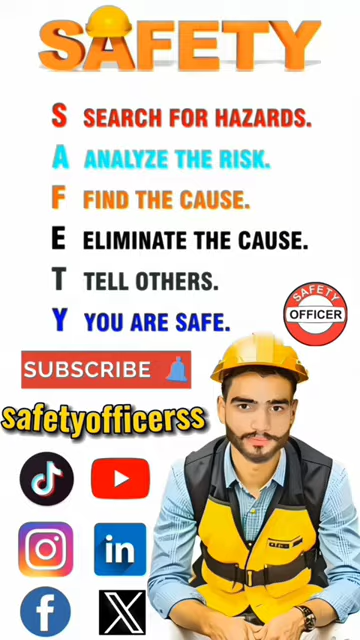 SAFETY
S SEARCH FOR HAZARDS.
A ANALYZE THE RISK.
F FIND THE CAUSE.
E ELIMINATE THE CAUSE.
T TELL OTHERS.
Y YOU ARE SAFE.
SAFETY
OFFICER
SUBSCRIBE
safetyofficerss
in
f
X